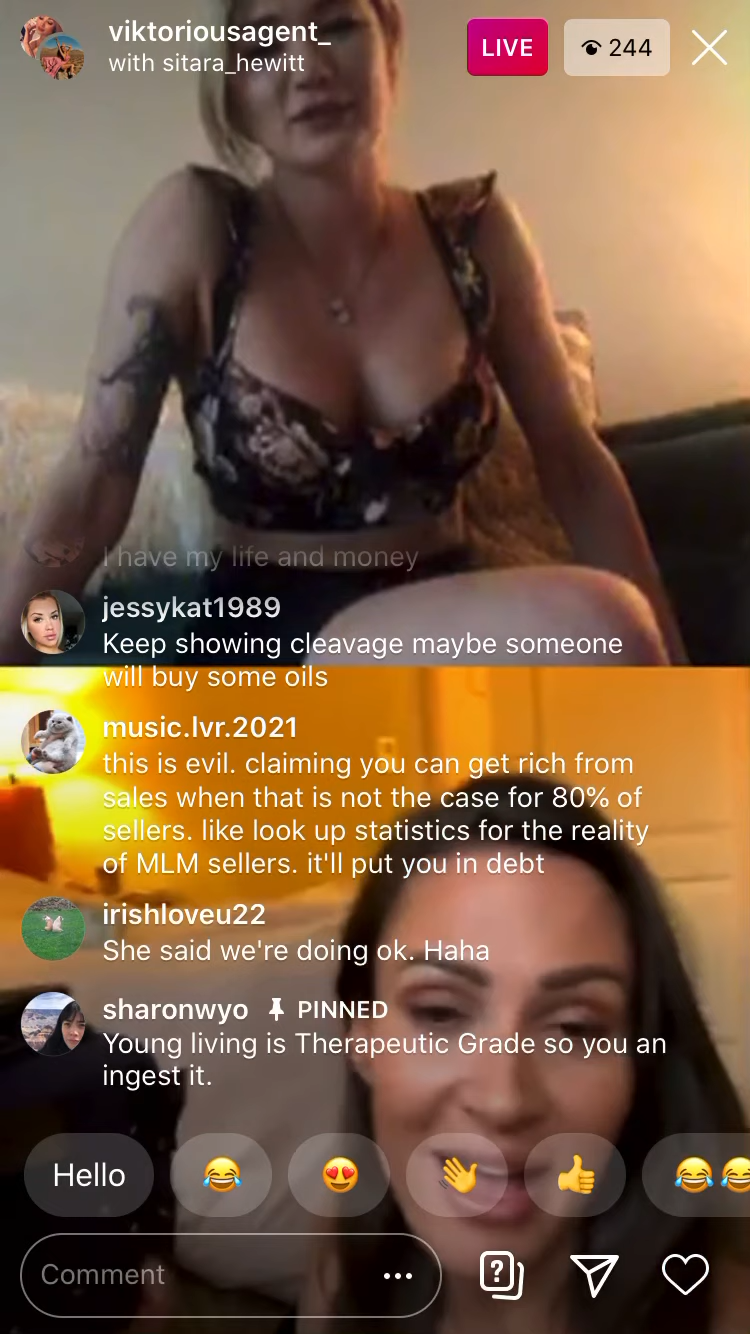 viktoriousagent_
with sitara_hewitt
LIVE
244
I have my life and money
jessykat1989
Keep showing cleavage maybe someone
will buy some oils
music.lvr.2021
this is evil. claiming you can get rich from
sales when that is not the case for 80% of
sellers. like look up statistics for the reality
of MLM sellers. it'll put you in debt
irishloveu22
She said we're doing ok. Haha
sharonwyo PINNED
Young living is Therapeutic Grade so you an
ingest it.
Hello
Comment